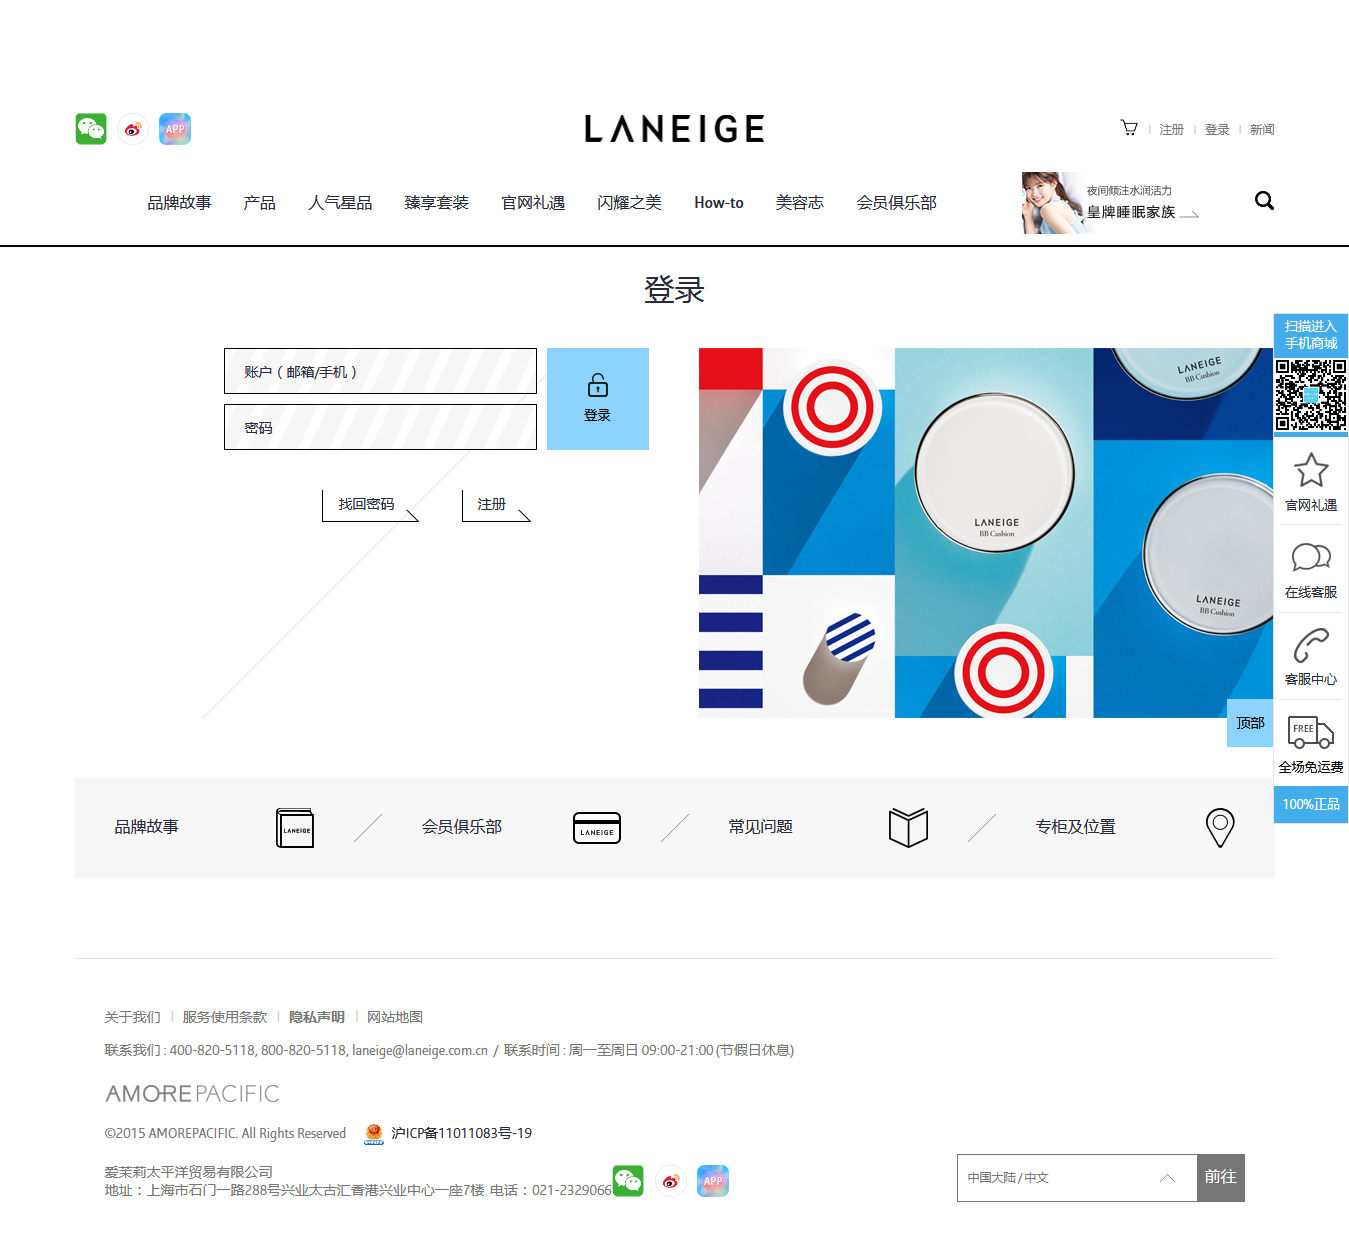 APP
LANEIGE
注册
登录
新闻
品牌故事
产品
人气星品
臻享套装
官网礼遇
闪耀之美
How-to
美容志
会员俱乐部
夜间倾注水润活力
皇牌睡眠家族
登录
扫描进入
手机商城
账户（邮箱/手机）
密码
登录
找回密码
注册
LANEIGE
BB Cushion
LANEIGE
BB Cushion
LANEIGE
BB Cushion
官网礼遇
在线客服
客服中心
FREE
全场免运费
100%正品
顶部
品牌故事
LANEIGE
会员俱乐部
LANEIGE
常见问题
专柜及位置
关于我们
服务使用条款
隐私声明
网站地图
联系我们 : 400-820-5118, 800-820-5118, laneige@laneige.com.cn / 联系时间 : 周一至周日 09:00-21:00 (节假日休息)
AMOREPACIFIC
©2015 AMOREPACIFIC. All Rights Reserved
沪ICP备11011083号-19
爱茉莉太平洋贸易有限公司
地址：上海市石门一路288号兴业太古汇香港兴业中心一座7楼 电话：021-2329066
APP
中国大陆 / 中文
前往